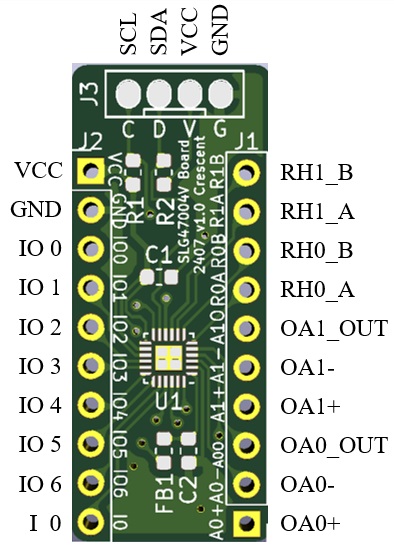 SCL SDA VCC GND
J3
C D V G
J2 J1
VCC
GND
IO 0
IO 1
IO 2
IO 3
IO 4
IO 5
IO 6
I 0
VCC
GND
IO0
IO1
IO2
IO3
IO4
IO5
IO6
I0
R1 R2
SLG47004V Board
2407 v1.0 Crescent
C1
U1
FB1 C2
R1B
R1A
R0B
R0A
A1O
A1-
A1+
A0O
A0-
A0+
RH1_B
RH1_A
RH0_B
RH0_A
OA1_OUT
OA1-
OA1+
OA0_OUT
OA0-
OA0+